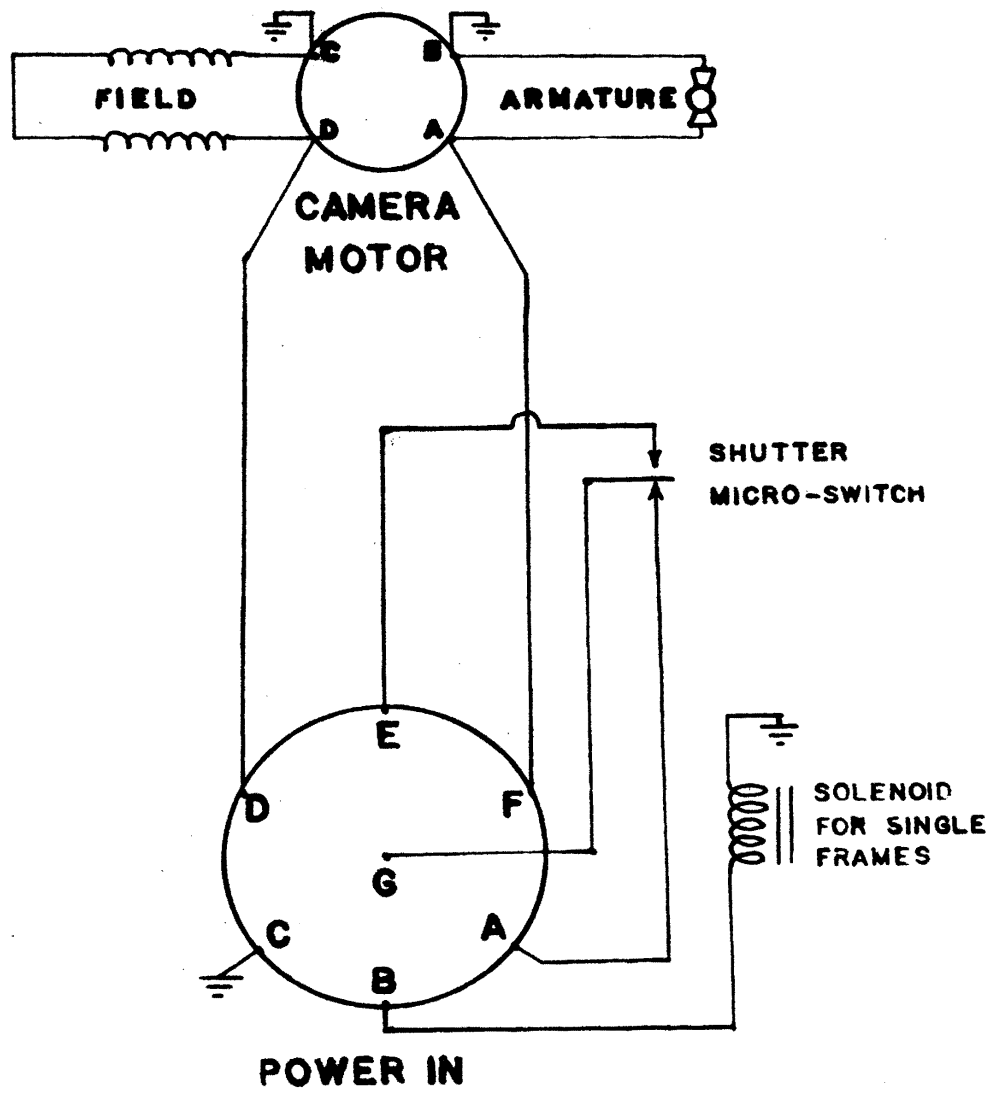 C B
FIELD
ARMATURE
D A
CAMERA
MOTOR
SHUTTER
MICRO-SWITCH
E
D F
SOLENOID
FOR SINGLE
FRAMES
G
C A
B
POWER IN